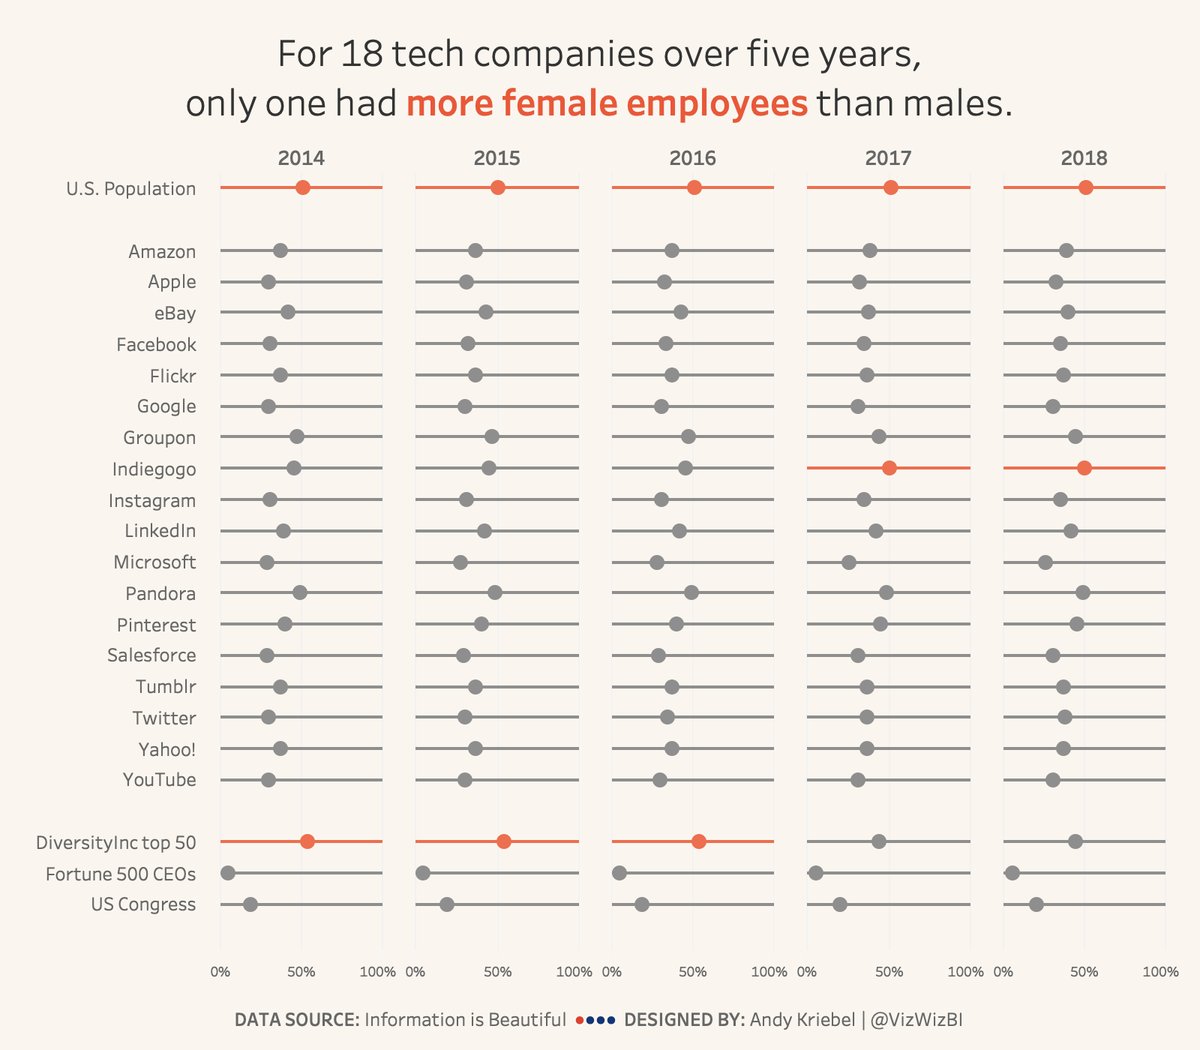 For 18 tech companies over five years,
only one had more female employees than males.
2014 2015 2016 2017 2018
U.S. Population
Amazon
Apple
eBay
Facebook
Flickr
Google
Groupon
Indiegogo
Instagram
LinkedIn
Microsoft
Pandora
Pinterest
Salesforce
Tumblr
Twitter
Yahoo!
YouTube
DiversityInc top 50
Fortune 500 CEOs
US Congress
0% 50% 100% 0% 50% 100% 0% 50% 100% 0% 50% 100% 0% 50% 100%
DATA SOURCE: Information is Beautiful DESIGNED BY: Andy Kriebel | @VizWizBI